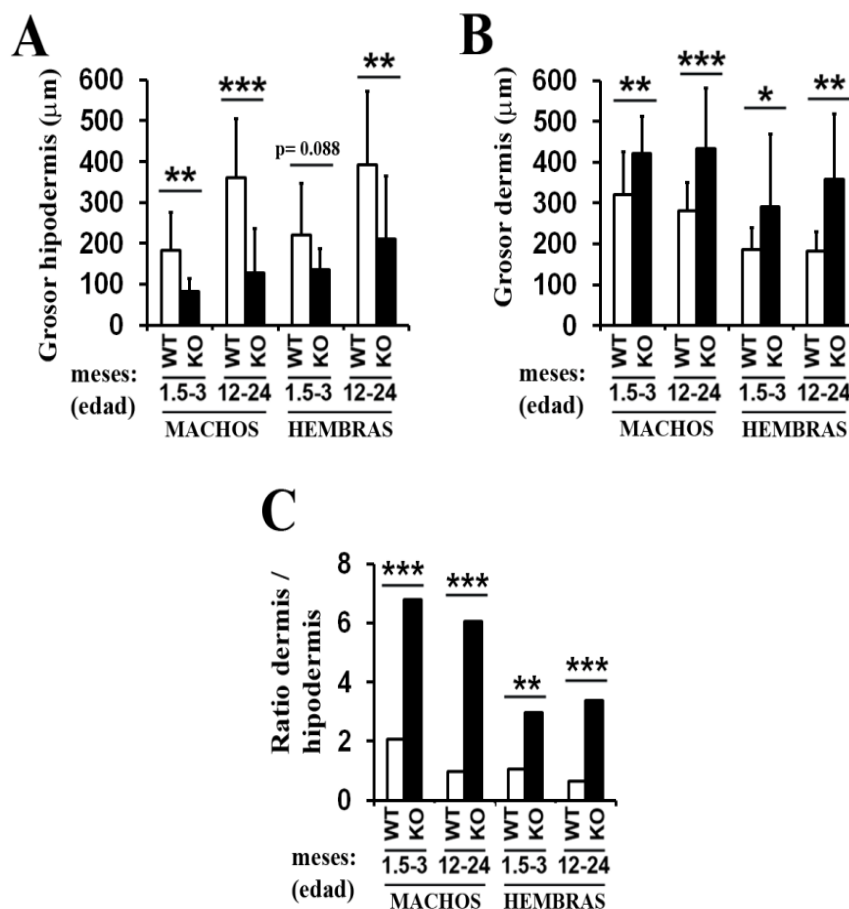 A
Grosor hipodermis (µm)
600
500
400
300
200
100
0
**
***
p= 0.088
**
WT KO WT KO WT KO WT KO
meses: 1.5-3 12-24 1.5-3 12-24
(edad)
MACHOS HEMBRAS
B
Grosor dermis (µm)
600
500
400
300
200
100
0
**
***
*
**
WT KO WT KO WT KO WT KO
meses: 1.5-3 12-24 1.5-3 12-24
(edad)
MACHOS HEMBRAS
C
Ratio dermis /
hipodermis
8
6
4
2
0
***
***
**
***
WT KO WT KO WT KO WT KO
meses: 1.5-3 12-24 1.5-3 12-24
(edad)
MACHOS HEMBRAS